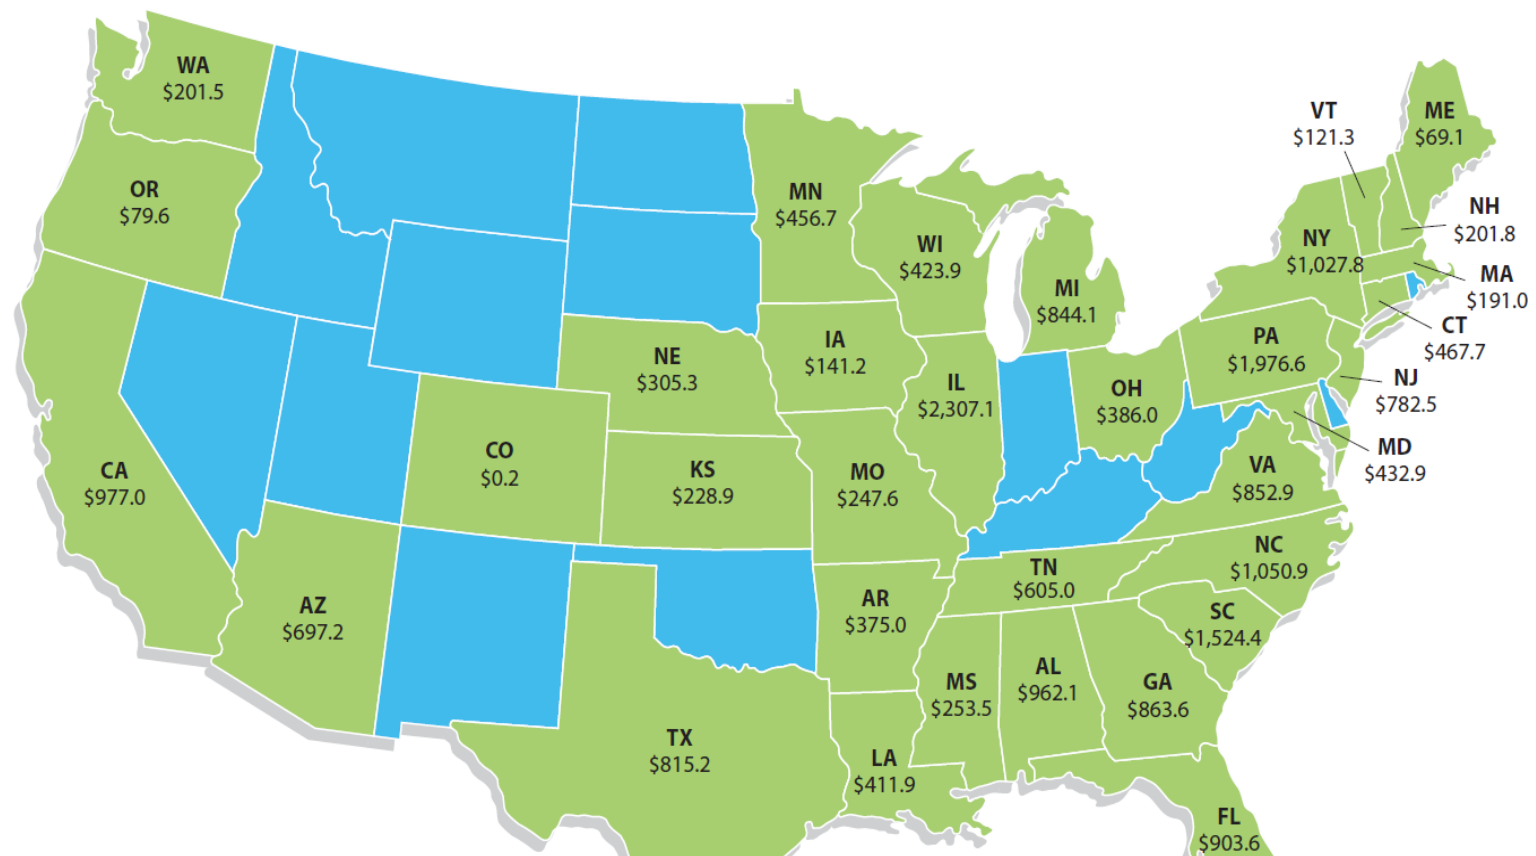 WA
$201.5
OR
$79.6
CA
$977.0
AZ
$697.2
CO
$0.2
NE
$305.3
KS
$228.9
TX
$815.2
MN
$456.7
IA
$141.2
MO
$247.6
AR
$375.0
LA
$411.9
WI
$423.9
IL
$2,307.1
MS
$253.5
MI
$844.1
OH
$386.0
TN
$605.0
AL
$962.1
GA
$863.6
FL
$903.6
SC
$1,524.4
NC
$1,050.9
VA
$852.9
PA
$1,976.6
NY
$1,027.8
VT
$121.3
ME
$69.1
NH
$201.8
MA
$191.0
CT
$467.7
NJ
$782.5
MD
$432.9